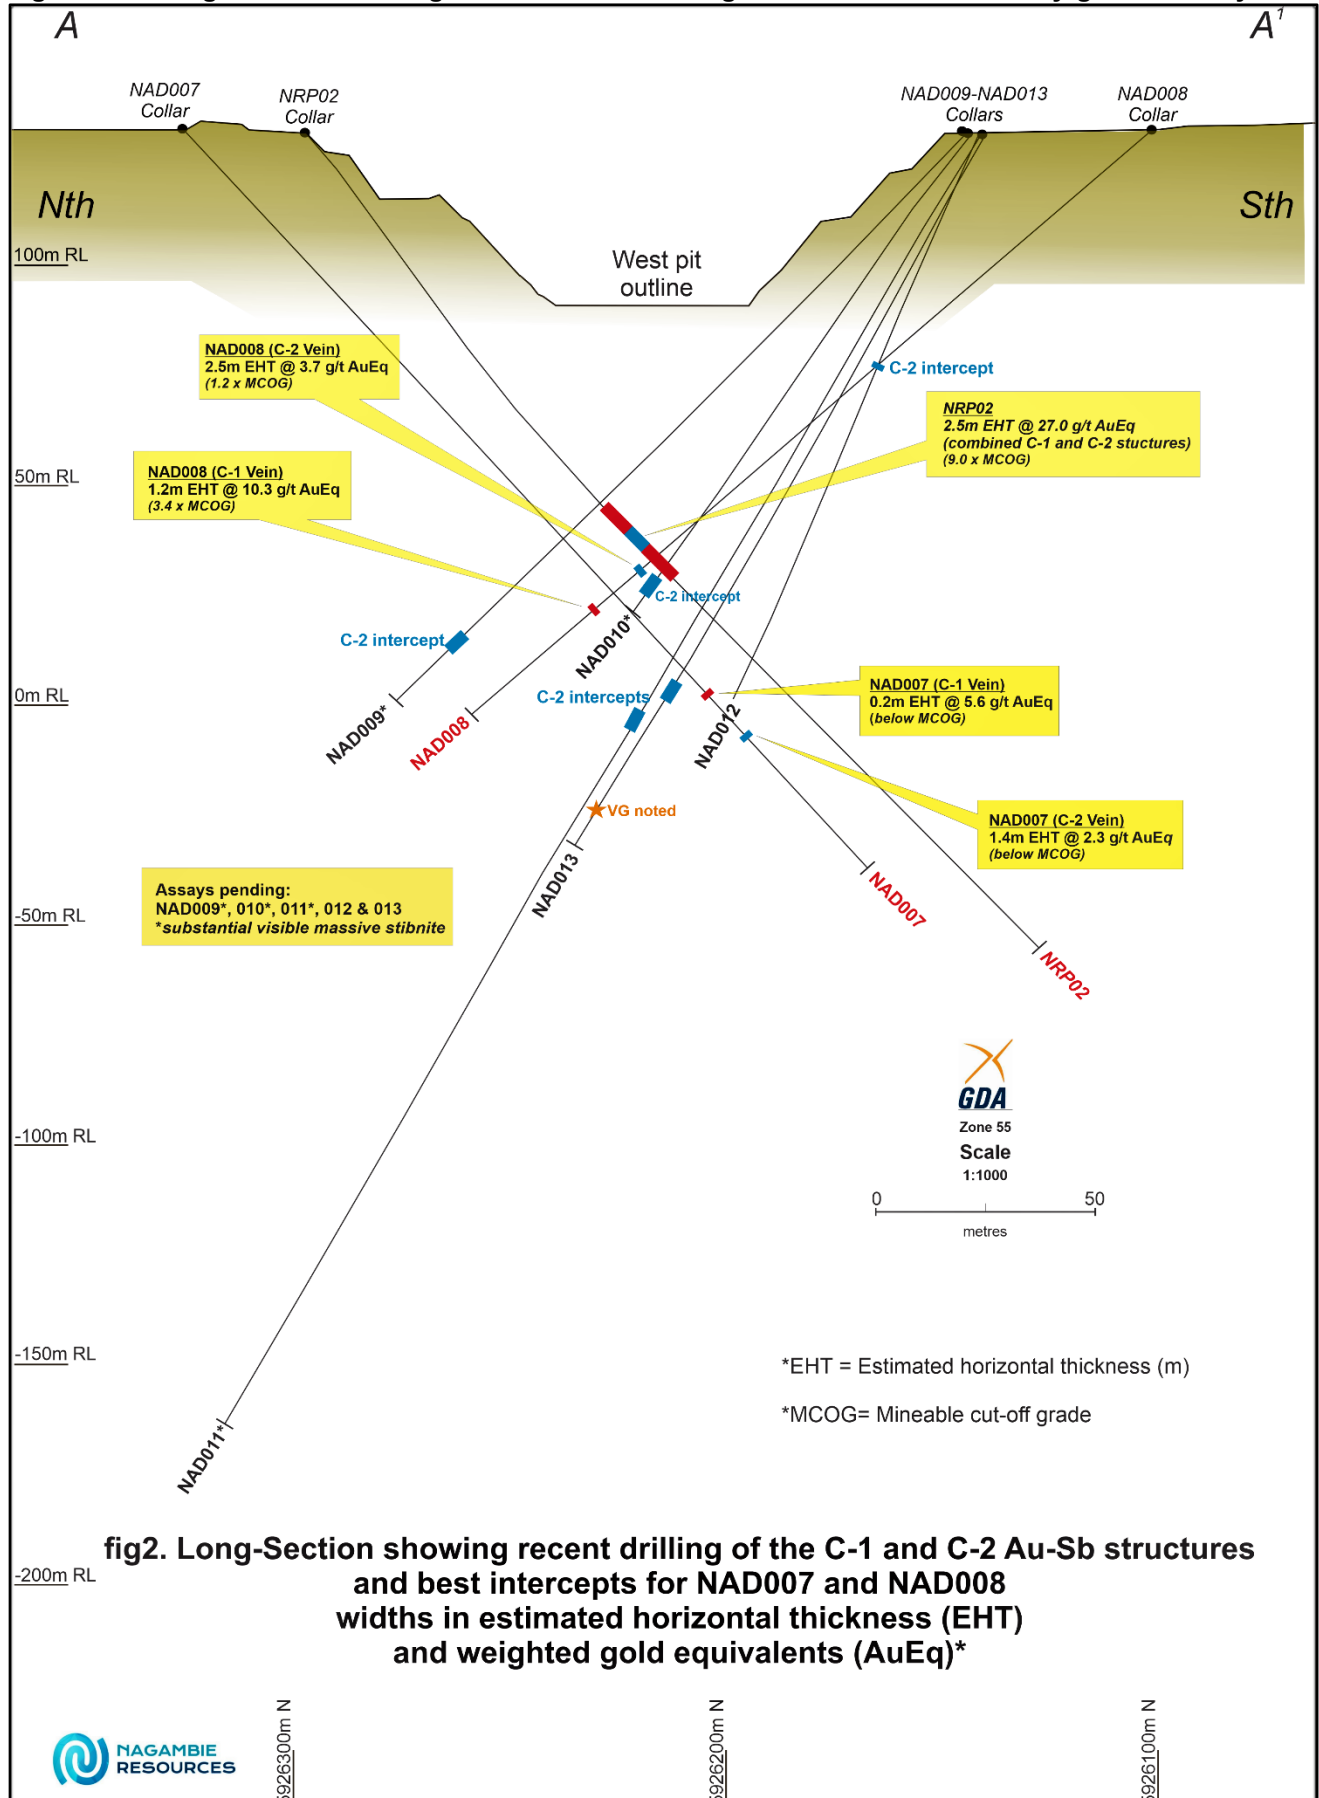 A
A¹
NAD007
Collar
NRP02
Collar
NAD009-NAD013
Collars
NAD008
Collar
Nth
Sth
100m RL
West pit
outline
NAD008 (C-2 Vein)
2.5m EHT @ 3.7 g/t AuEq
(1.2 x MCOG)
C-2 intercept
NRP02
2.5m EHT @ 27.0 g/t AuEq
(combined C-1 and C-2 stuctures)
(9.0 x MCOG)
50m RL
NAD008 (C-1 Vein)
1.2m EHT @ 10.3 g/t AuEq
(3.4 x MCOG)
C-2 intercept
C-2 intercept
NAD010*
0m RL
C-2 intercepts
NAD007 (C-1 Vein)
0.2m EHT @ 5.6 g/t AuEq
(below MCOG)
NAD009*
NAD008
NAD012
VG noted
NAD007 (C-2 Vein)
1.4m EHT @ 2.3 g/t AuEq
(below MCOG)
NAD013
NAD007
Assays pending:
NAD009*, 010*, 011*, 012 & 013
*substantial visible massive stibnite
-50m RL
NRP02
GDA
Zone 55
Scale
1:1000
0 50
metres
-100m RL
-150m RL
*EHT = Estimated horizontal thickness (m)
*MCOG= Mineable cut-off grade
NAD011*
fig2. Long-Section showing recent drilling of the C-1 and C-2 Au-Sb structures
-200m RL
and best intercepts for NAD007 and NAD008
widths in estimated horizontal thickness (EHT)
and weighted gold equivalents (AuEq)*
NAGAMBIE
RESOURCES
5926300m N
5926200m N
5926100m N